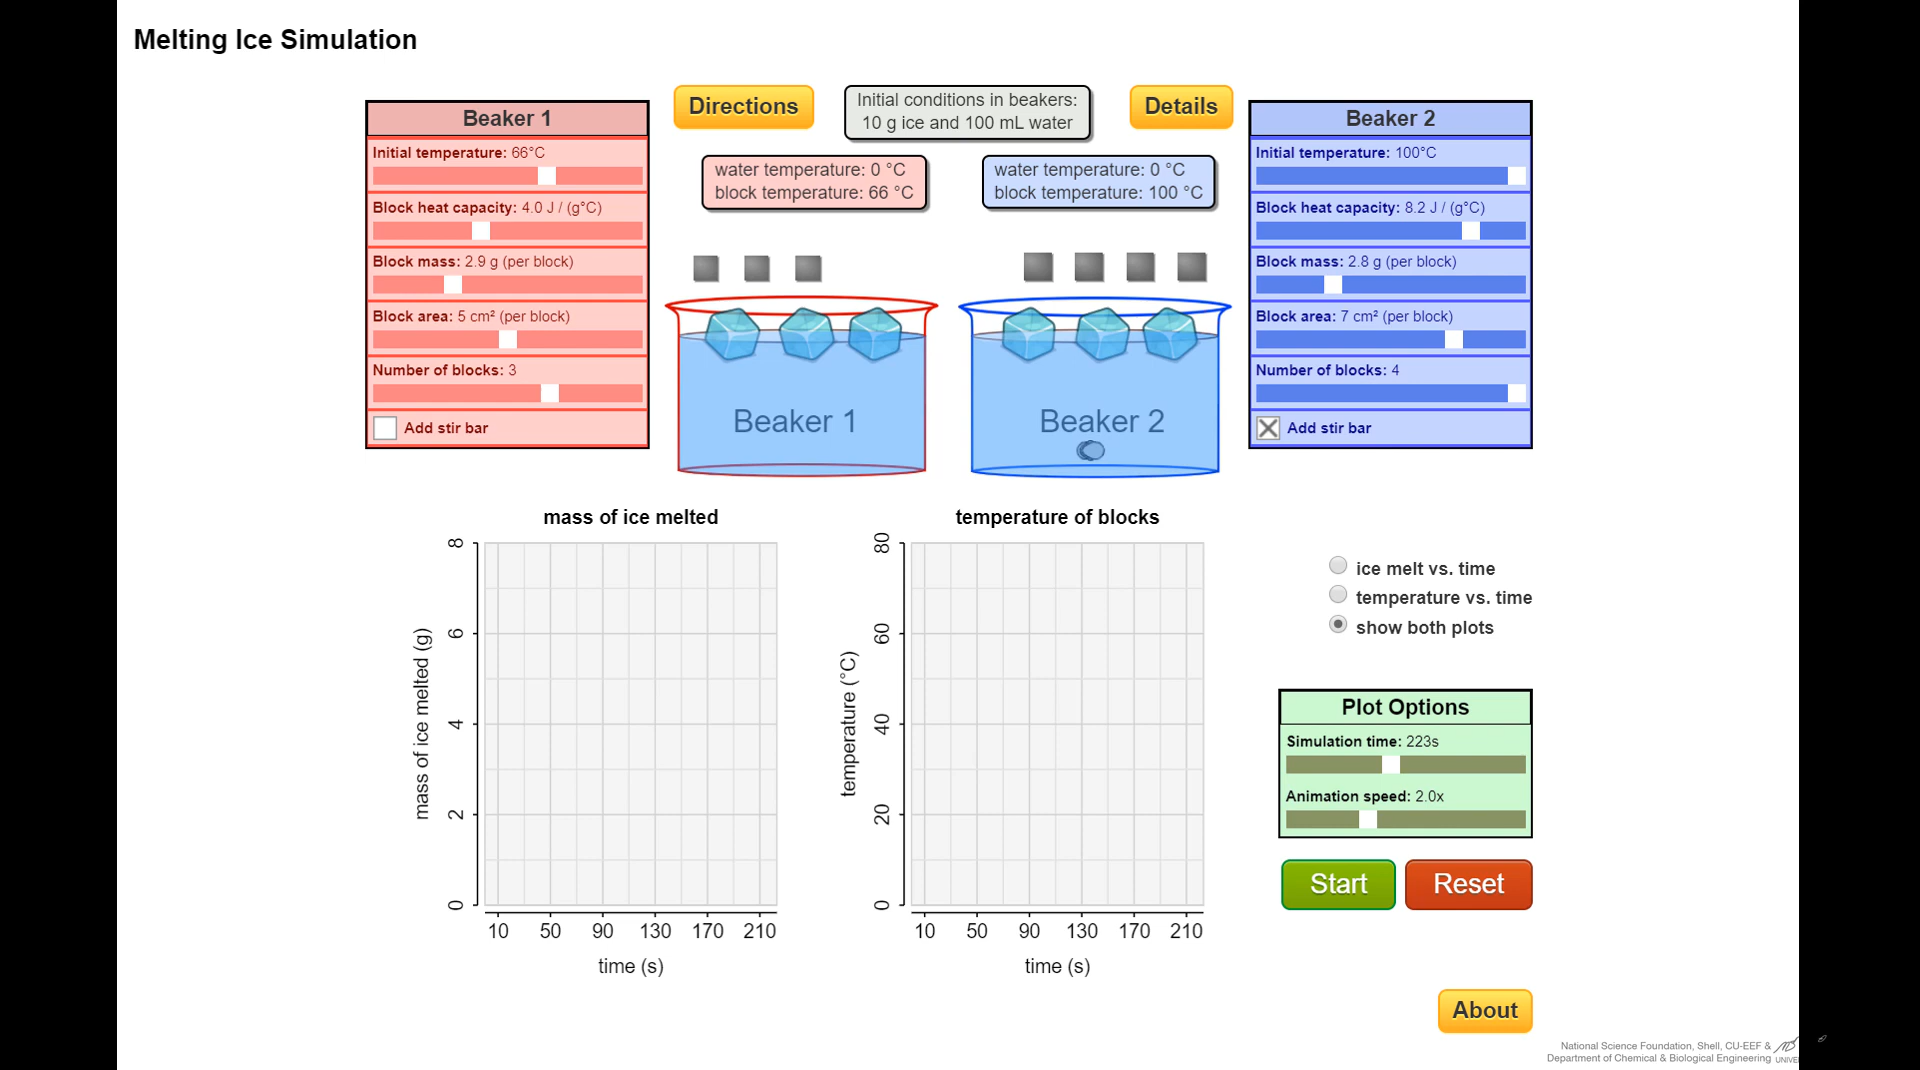 Melting Ice Simulation
Directions
Initial conditions in beakers:
10 g ice and 100 mL water
Details
Beaker 1
Initial temperature: 66°C
Block heat capacity: 4.0 J / (g°C)
Block mass: 2.9 g (per block)
Block area: 5 cm² (per block)
Number of blocks: 3
Add stir bar
water temperature: 0 °C
block temperature: 66 °C
water temperature: 0 °C
block temperature: 100 °C
Beaker 1
Beaker 2
Beaker 2
Initial temperature: 100°C
Block heat capacity: 8.2 J / (g°C)
Block mass: 2.8 g (per block)
Block area: 7 cm² (per block)
Number of blocks: 4
Add stir bar
mass of ice melted
mass of ice melted (g)
8
6
4
2
0
10 50 90 130 170 210
time (s)
temperature of blocks
temperature (°C)
80
60
40
20
0
10 50 90 130 170 210
time (s)
ice melt vs. time
temperature vs. time
show both plots
Plot Options
Simulation time: 223s
Animation speed: 2.0x
Start
Reset
About
National Science Foundation, Shell, CU-EEF &
Department of Chemical & Biological Engineering